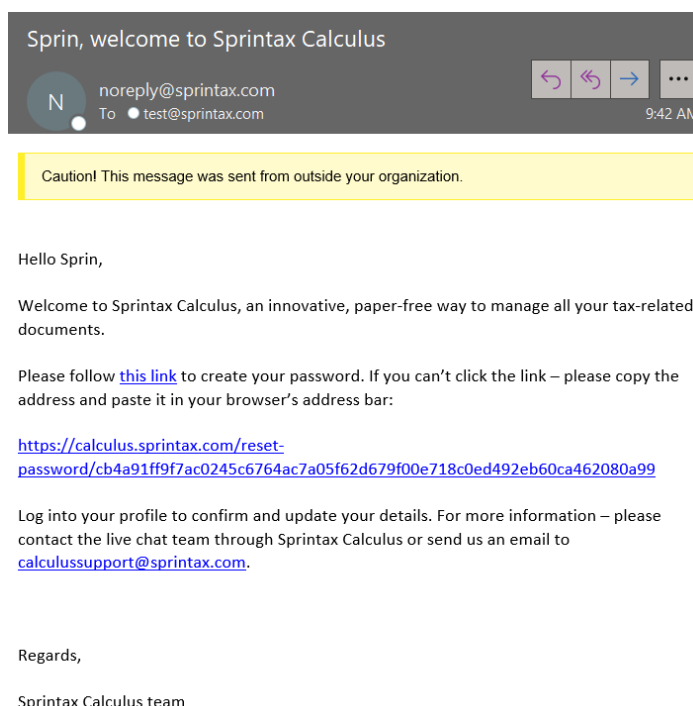 Sprin, welcome to Sprintax Calculus
N
noreply@sprintax.com
To test@sprintax.com
9:42 AM
Caution! This message was sent from outside your organization.
Hello Sprin,
Welcome to Sprintax Calculus, an innovative, paper-free way to manage all your tax-related
documents.
Please follow this link to create your password. If you can’t click the link – please copy the
address and paste it in your browser’s address bar:
https://calculus.sprintax.com/reset-
password/cb4a91ff9f7ac0245c6764ac7a05f62d679f00e718c0ed492eb60ca462080a99
Log into your profile to confirm and update your details. For more information – please
contact the live chat team through Sprintax Calculus or send us an email to
calculussupport@sprintax.com.
Regards,
Sprintax Calculus team